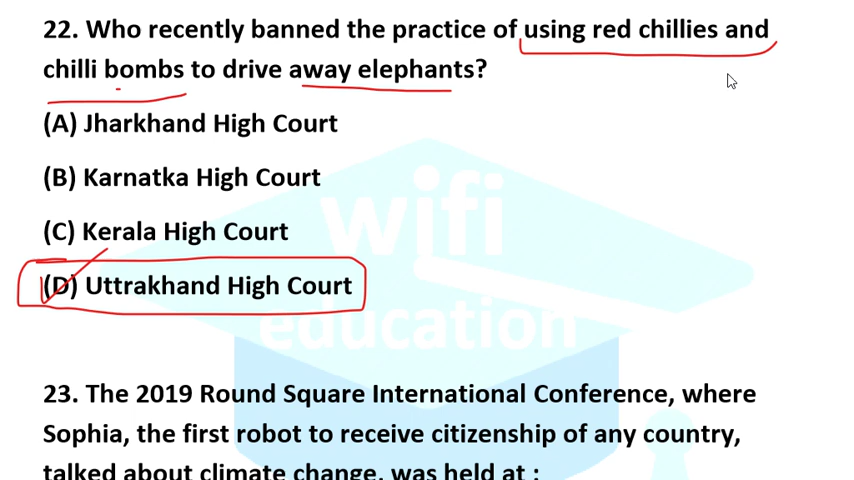 22. Who recently banned the practice of using red chillies and
chilli bombs to drive away elephants?
(A) Jharkhand High Court
(B) Karnatka High Court
(C) Kerala High Court
(D) Uttrakhand High Court
wifi
education
23. The 2019 Round Square International Conference, where
Sophia, the first robot to receive citizenship of any country,
talked about climate change, was held at :